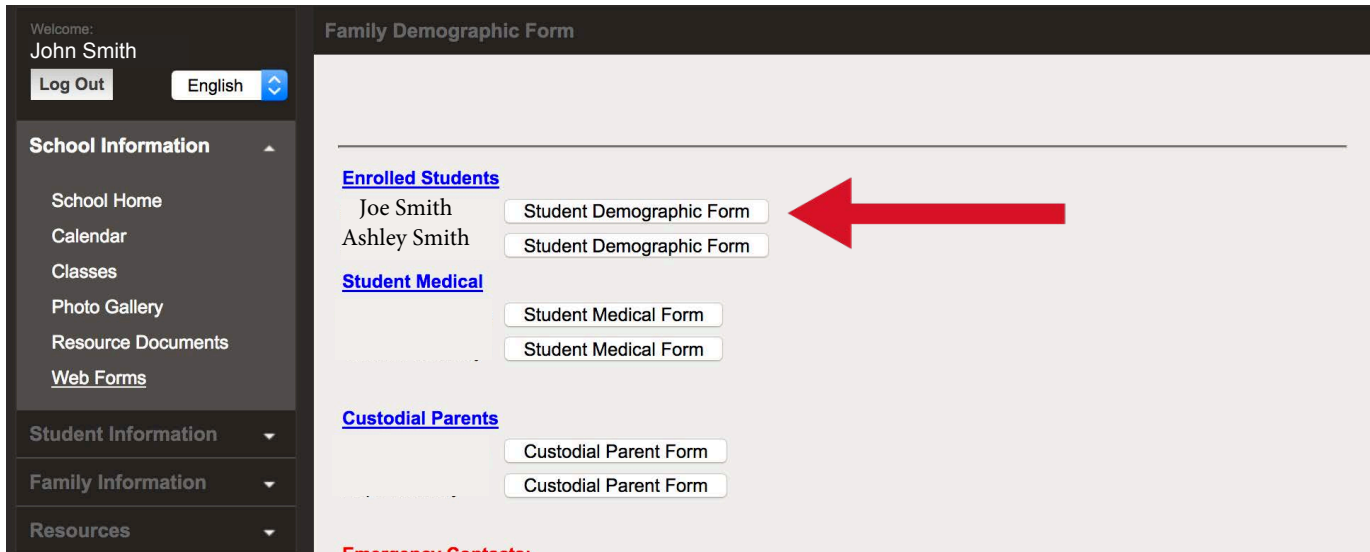 Welcome:
John Smith
Log Out
English
School Information
School Home
Calendar
Classes
Photo Gallery
Resource Documents
Web Forms
Student Information
Family Information
Resources
Family Demographic Form
Enrolled Students
Joe Smith Student Demographic Form
Ashley Smith Student Demographic Form
Student Medical
Student Medical Form
Student Medical Form
Custodial Parents
Custodial Parent Form
Custodial Parent Form
Emergency Contacts: